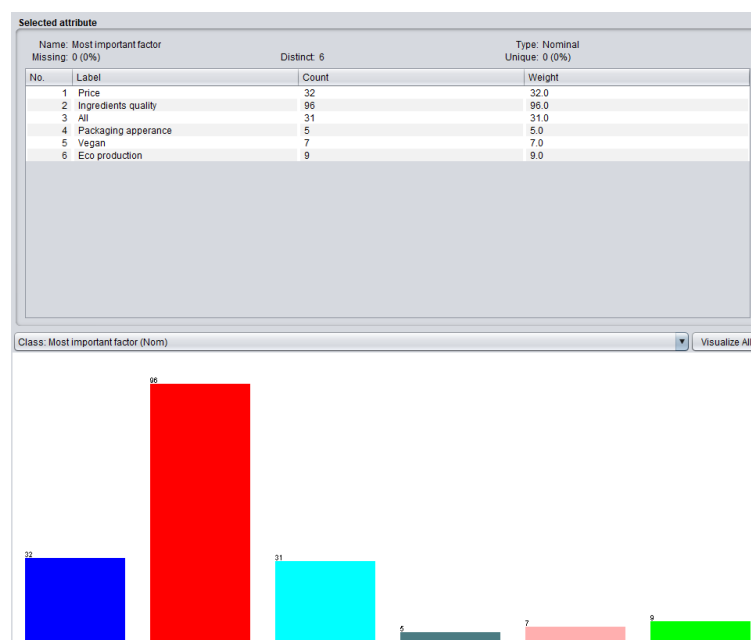 Selected attribute
Name: Most important factor Type: Nominal
Missing: 0 (0%) Distinct: 6 Unique: 0 (0%)
No. Label Count Weight
1 Price 32 32.0
2 Ingredients quality 96 96.0
3 All 31 31.0
4 Packaging apperance 5 5.0
5 Vegan 7 7.0
6 Eco production 9 9.0
Class: Most important factor (Nom) Visualize All
96
32 31
5 7 9